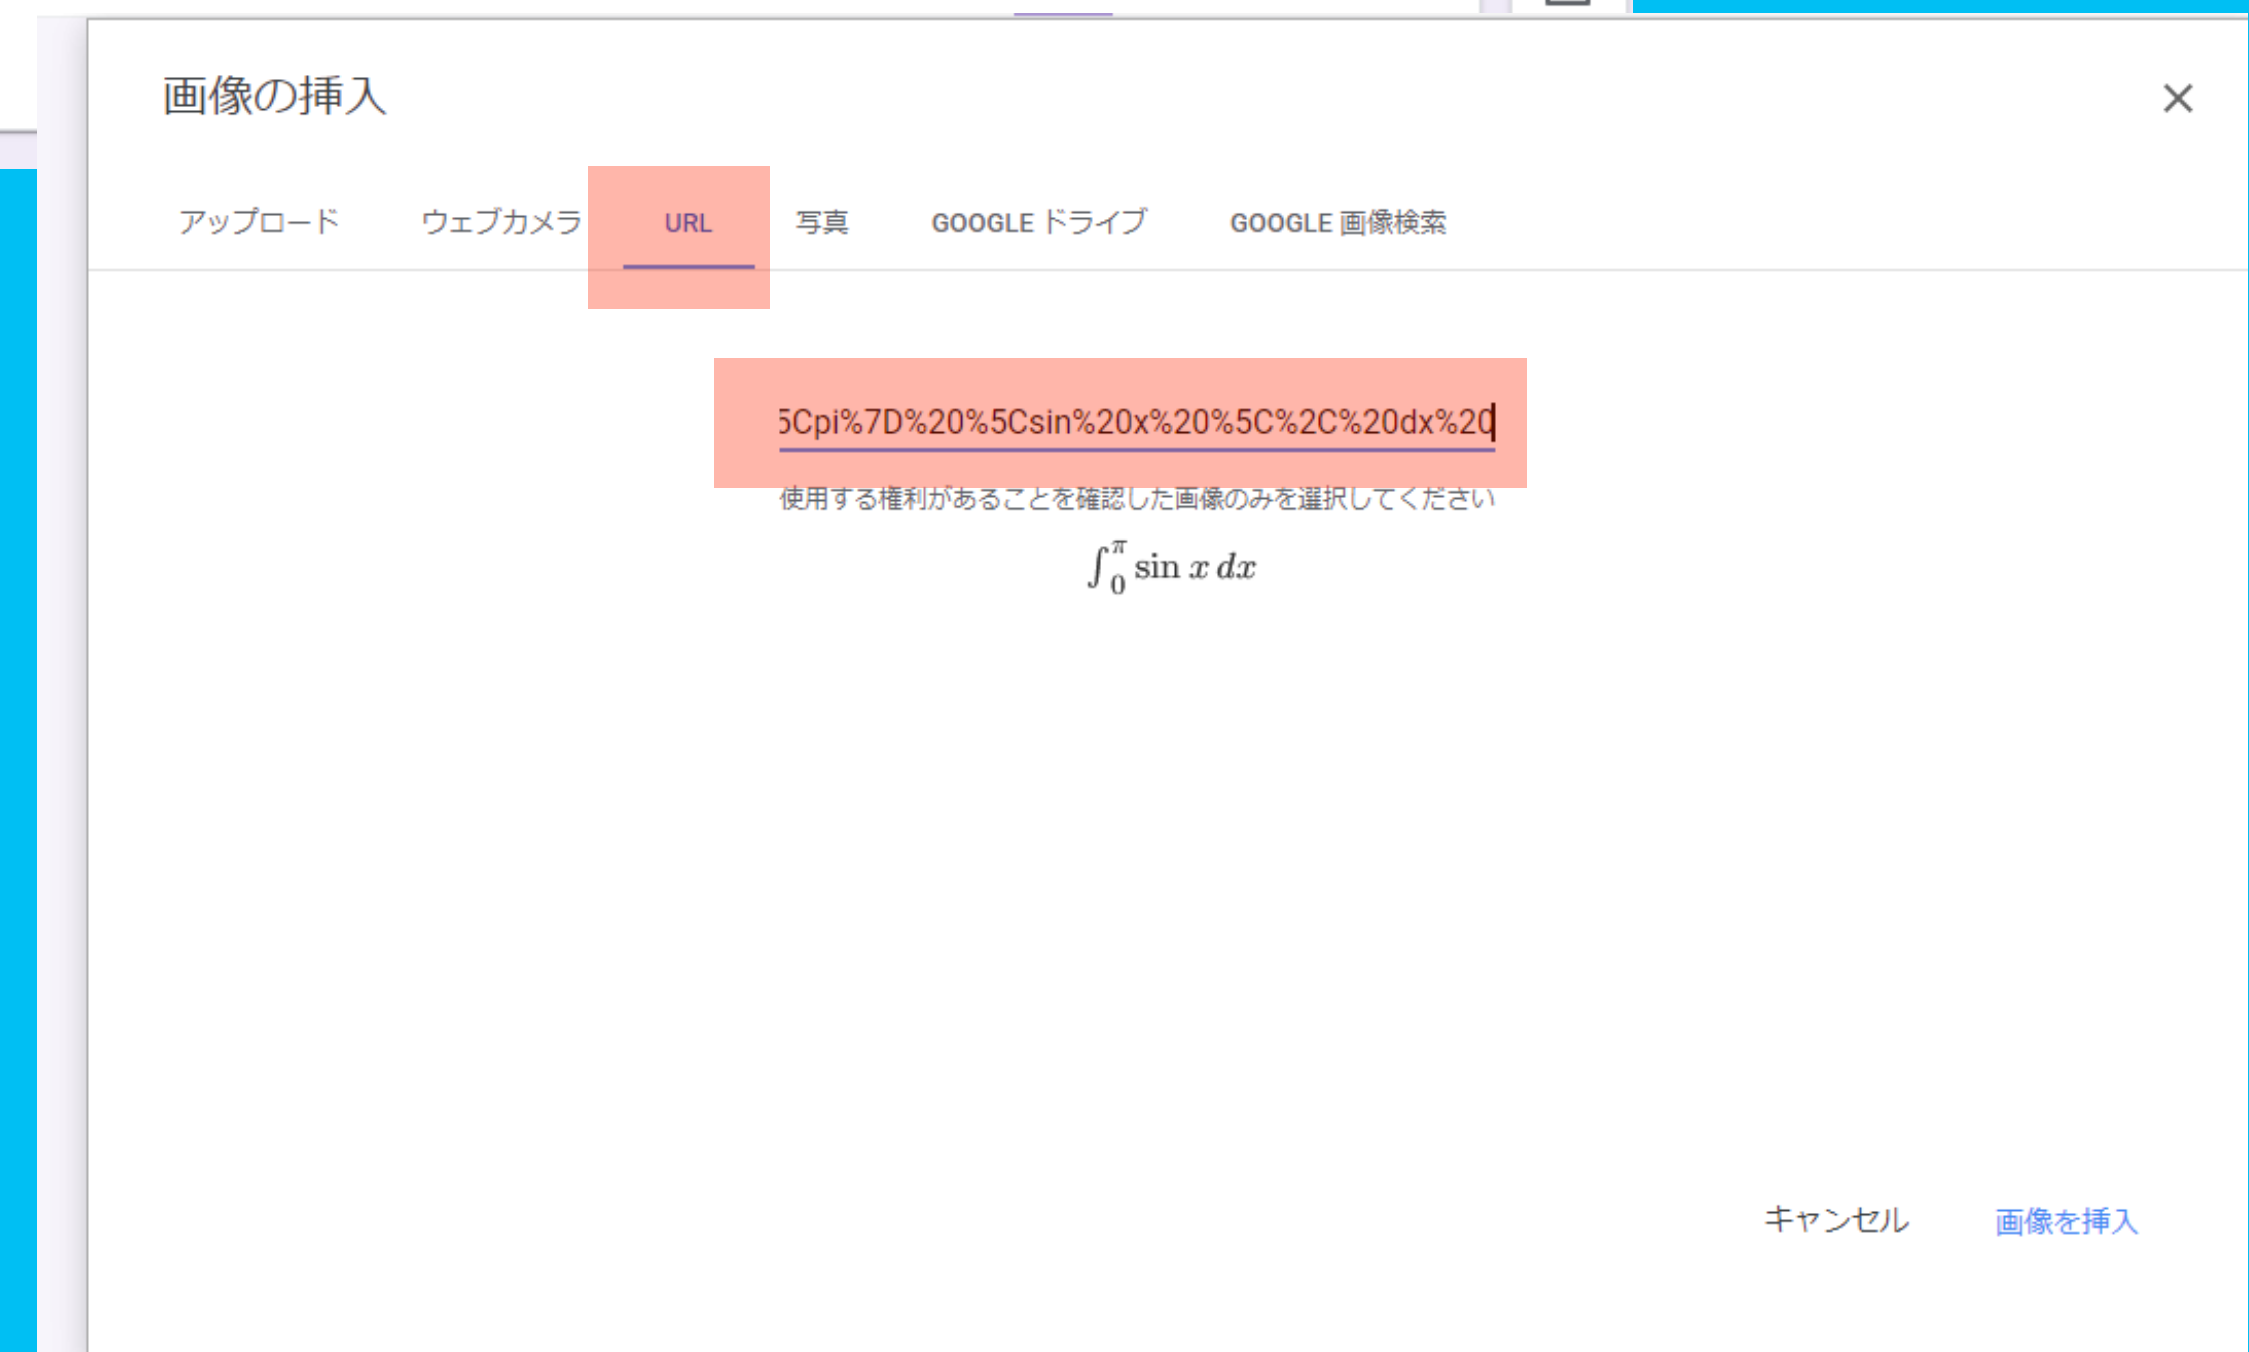 画像の挿入
アップロード ウェブカメラ URL 写真 GOOGLE ドライブ GOOGLE 画像検索
5Cpi%7D%20%5Csin%20x%20%5C%2C%20dx%20
使用する権利があることを確認した画像のみを選択してください
∫₀^π sin x dx
キャンセル 画像を挿入